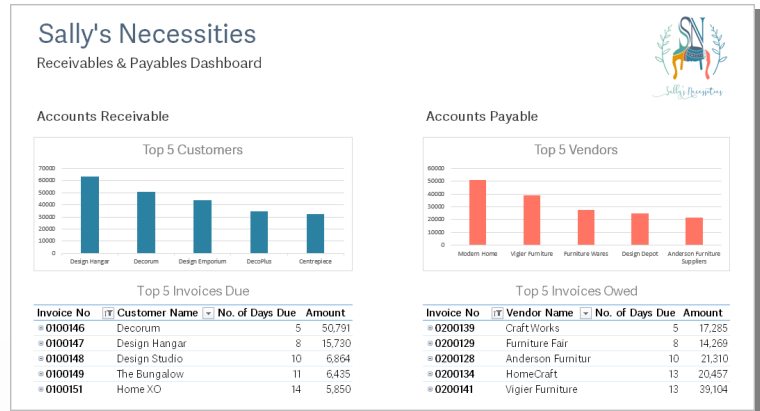 Sally's Necessities
Receivables & Payables Dashboard
SN
Sally's Necessities
Accounts Receivable
Top 5 Customers
70000
60000
50000
40000
30000
20000
10000
0
Design Hangar Decorum Design Emporium DecoPlus Centrepiece
Top 5 Invoices Due
Invoice No Customer Name No. of Days Due Amount
0100146 Decorum 5 50,791
0100147 Design Hangar 8 15,730
0100148 Design Studio 10 6,864
0100149 The Bungalow 11 6,435
0100151 Home XO 14 5,850
Accounts Payable
Top 5 Vendors
60000
50000
40000
30000
20000
10000
0
Modern Home Vigier Furniture Furniture Wares Design Depot Anderson Furniture
Suppliers
Top 5 Invoices Owed
Invoice No Vendor Name No. of Days Due Amount
0200139 Craft Works 5 17,285
0200129 Furniture Fair 8 14,269
0200128 Anderson Furnitur 10 21,310
0200134 HomeCraft 13 20,457
0200141 Vigier Furniture 13 39,104